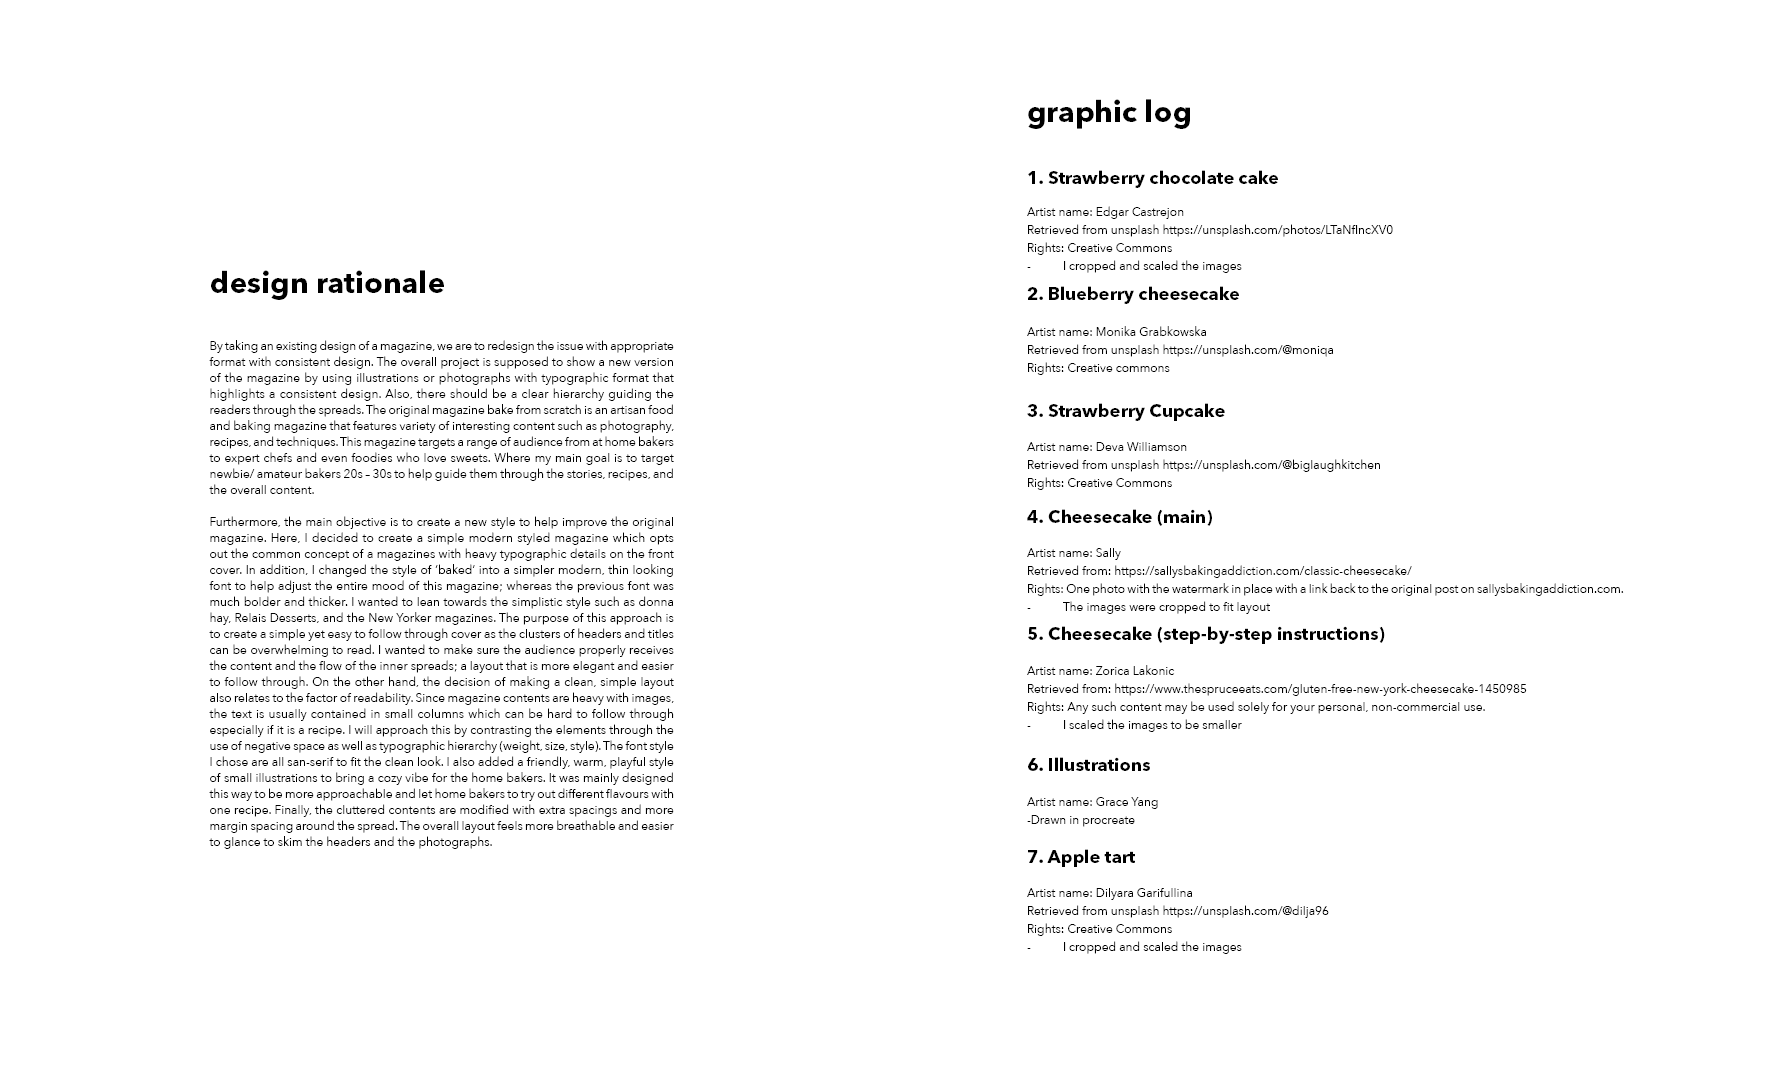 design rationale
By taking an existing design of a magazine, we are to redesign the issue with appropriate
format with consistent design. The overall project is supposed to show a new version
of the magazine by using illustrations or photographs with typographic format that
highlights a consistent design. Also, there should be a clear hierarchy guiding the
readers through the spreads. The original magazine bake from scratch is an artisan food
and baking magazine that features variety of interesting content such as photography,
recipes, and techniques. This magazine targets a range of audience from at home bakers
to expert chefs and even foodies who love sweets. Where my main goal is to target
newbie/ amateur bakers 20s – 30s to help guide them through the stories, recipes, and
the overall content.
Furthermore, the main objective is to create a new style to help improve the original
magazine. Here, I decided to create a simple modern styled magazine which opts
out the common concept of a magazines with heavy typographic details on the front
cover. In addition, I changed the style of ‘baked’ into a simpler modern, thin looking
font to help adjust the entire mood of this magazine; whereas the previous font was
much bolder and thicker. I wanted to lean towards the simplistic style such as donna
hay, Relais Desserts, and the New Yorker magazines. The purpose of this approach is
to create a simple yet easy to follow through cover as the clusters of headers and titles
can be overwhelming to read. I wanted to make sure the audience properly receives
the content and the flow of the inner spreads; a layout that is more elegant and easier
to follow through. On the other hand, the decision of making a clean, simple layout
also relates to the factor of readability. Since magazine contents are heavy with images,
the text is usually contained in small columns which can be hard to follow through
especially if it is a recipe. I will approach this by contrasting the elements through the
use of negative space as well as typographic hierarchy (weight, size, style). The font style
I chose are all san-serif to fit the clean look. I also added a friendly, warm, playful style
of small illustrations to bring a cozy vibe for the home bakers. It was mainly designed
this way to be more approachable and let home bakers to try out different flavours with
one recipe. Finally, the cluttered contents are modified with extra spacings and more
margin spacing around the spread. The overall layout feels more breathable and easier
to glance to skim the headers and the photographs.
graphic log
1. Strawberry chocolate cake
Artist name: Edgar Castrejon
Retrieved from unsplash https://unsplash.com/photos/LTaNfIncXV0
Rights: Creative Commons
- I cropped and scaled the images
2. Blueberry cheesecake
Artist name: Monika Grabkowska
Retrieved from unsplash https://unsplash.com/@moniqa
Rights: Creative commons
3. Strawberry Cupcake
Artist name: Deva Williamson
Retrieved from unsplash https://unsplash.com/@biglaughkitchen
Rights: Creative Commons
4. Cheesecake (main)
Artist name: Sally
Retrieved from: https://sallysbakingaddiction.com/classic-cheesecake/
Rights: One photo with the watermark in place with a link back to the original post on sallysbakingaddiction.com.
- The images were cropped to fit layout
5. Cheesecake (step-by-step instructions)
Artist name: Zorica Lakonic
Retrieved from: https://www.thespruceeats.com/gluten-free-new-york-cheesecake-1450985
Rights: Any such content may be used solely for your personal, non-commercial use.
- I scaled the images to be smaller
6. Illustrations
Artist name: Grace Yang
-Drawn in procreate
7. Apple tart
Artist name: Dilyara Garifullina
Retrieved from unsplash https://unsplash.com/@dilja96
Rights: Creative Commons
- I cropped and scaled the images